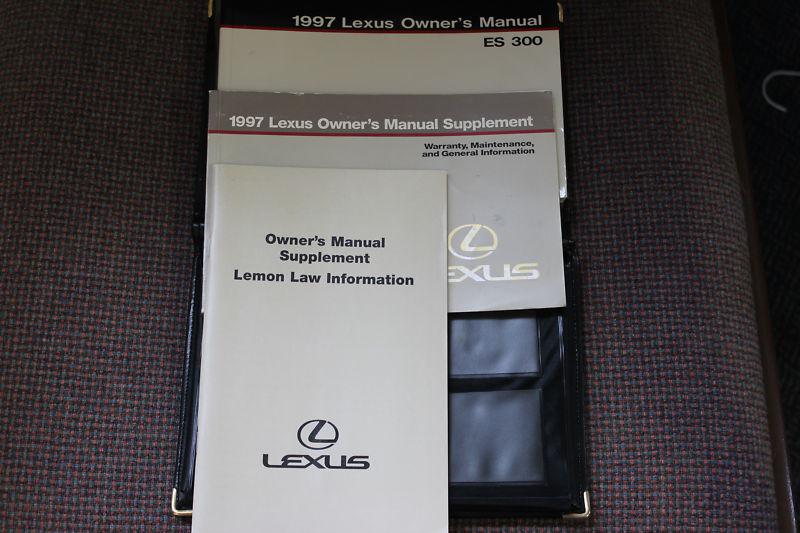 1997 Lexus Owner's Manual
ES 300
1997 Lexus Owner's Manual Supplement
Warranty, Maintenance,
and General Information
EXUS
Owner's Manual
Supplement
Lemon Law Information
LEXUS